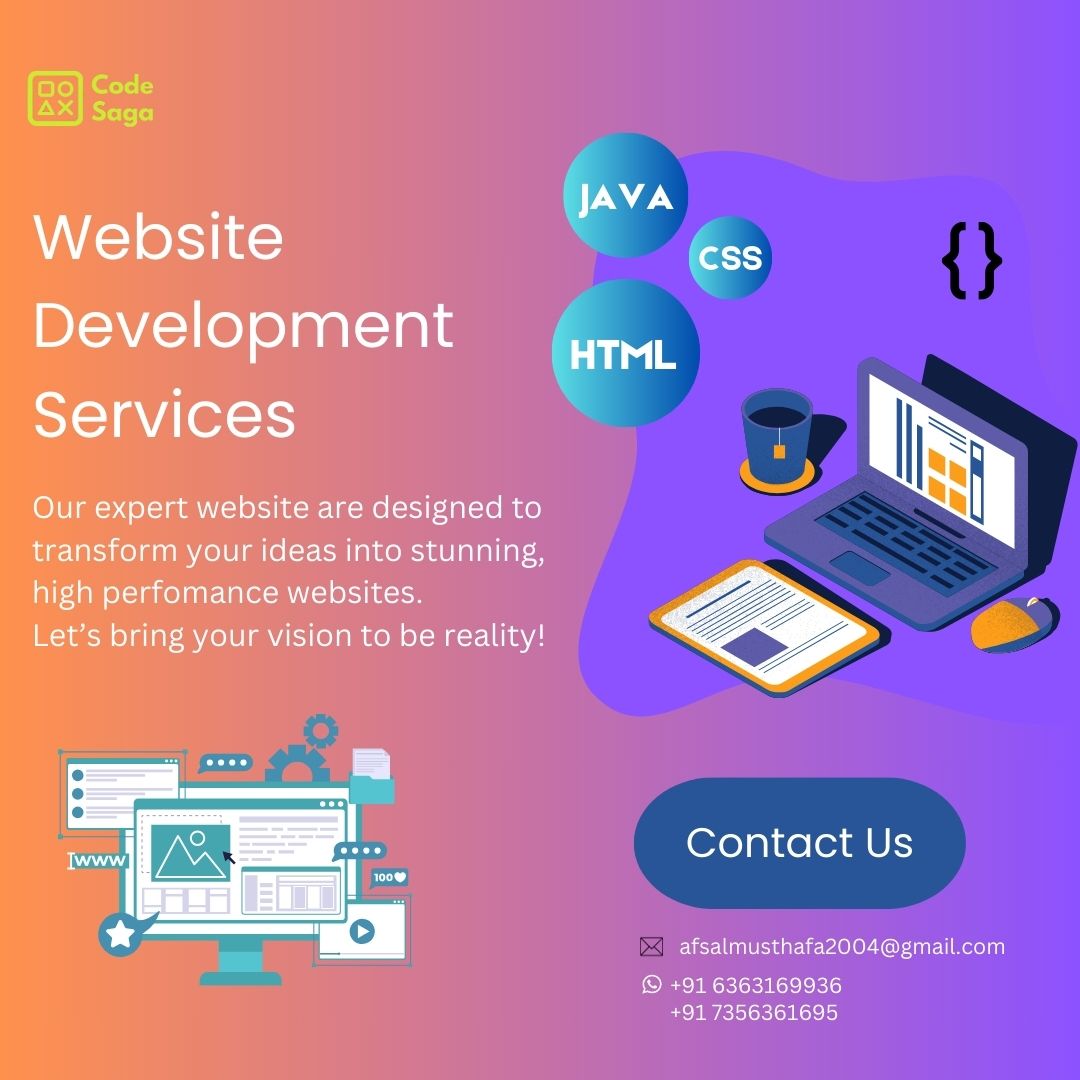 Code
Saga
Website
Development
Services
Our expert website are designed to
transform your ideas into stunning,
high perfomance websites.
Let’s bring your vision to be reality!
JAVA
CSS
HTML
{}
www
100
Contact Us
afsalmusthafa2004@gmail.com
+91 6363169936
+91 7356361695